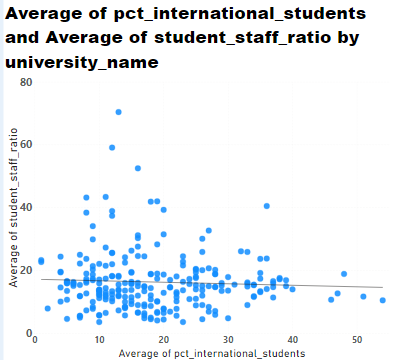 Average of pct_international_students
and Average of student_staff_ratio by
university_name
80
60
40
20
0
Average of student_staff_ratio
0
10
20
30
40
50
Average of pct_international_students